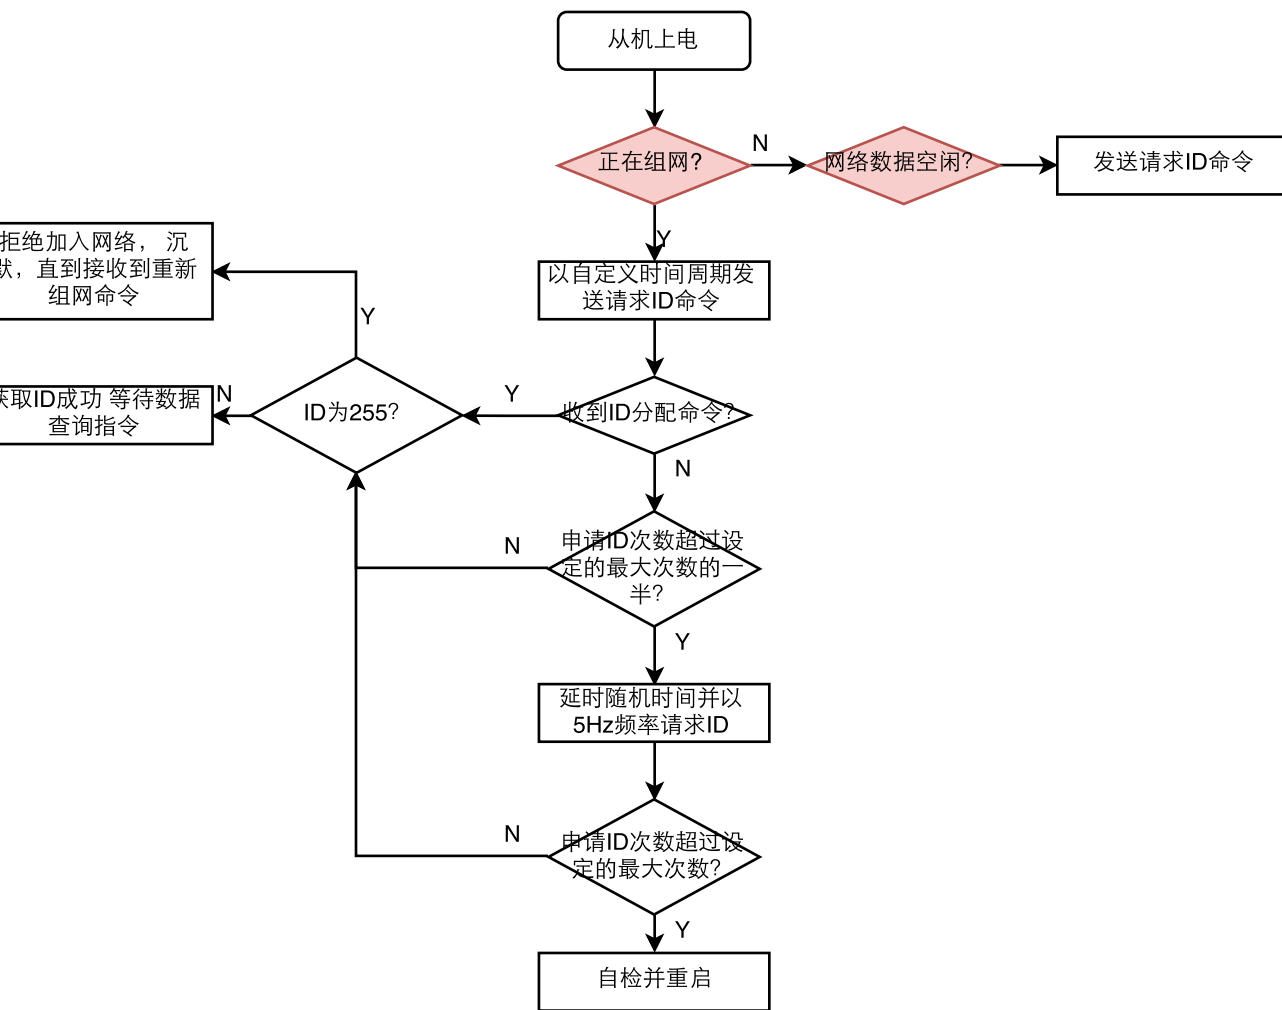 从机上电
正在组网?
N
网络数据空闲?
发送请求ID命令
Y
以自定义时间周期发
送请求ID命令
拒绝加入网络， 沉
默，直到接收到重新
组网命令
Y
收到ID分配命令?
Y
ID为255?
N
获取ID成功 等待数据
查询指令
N
申请ID次数超过设
定的最大次数的一
半?
N
Y
延时随机时间并以
5Hz频率请求ID
申请ID次数超过设
定的最大次数?
N
Y
自检并重启